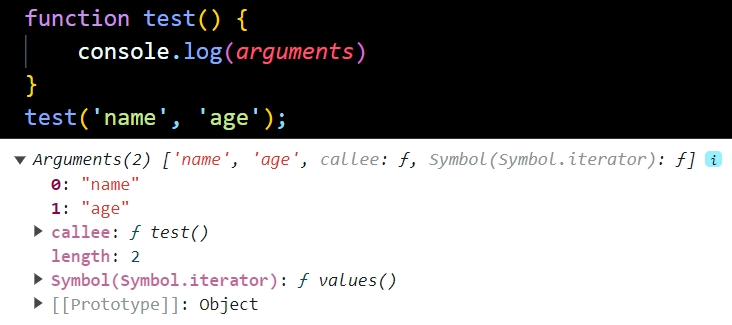 function test() {
console.log(arguments)
}
test('name', 'age');
▼ Arguments(2) ['name', 'age', callee: ƒ, Symbol(Symbol.iterator): ƒ] i
0: "name"
1: "age"
▶ callee: ƒ test()
length: 2
▶ Symbol(Symbol.iterator): ƒ values()
▶ [[Prototype]]: Object